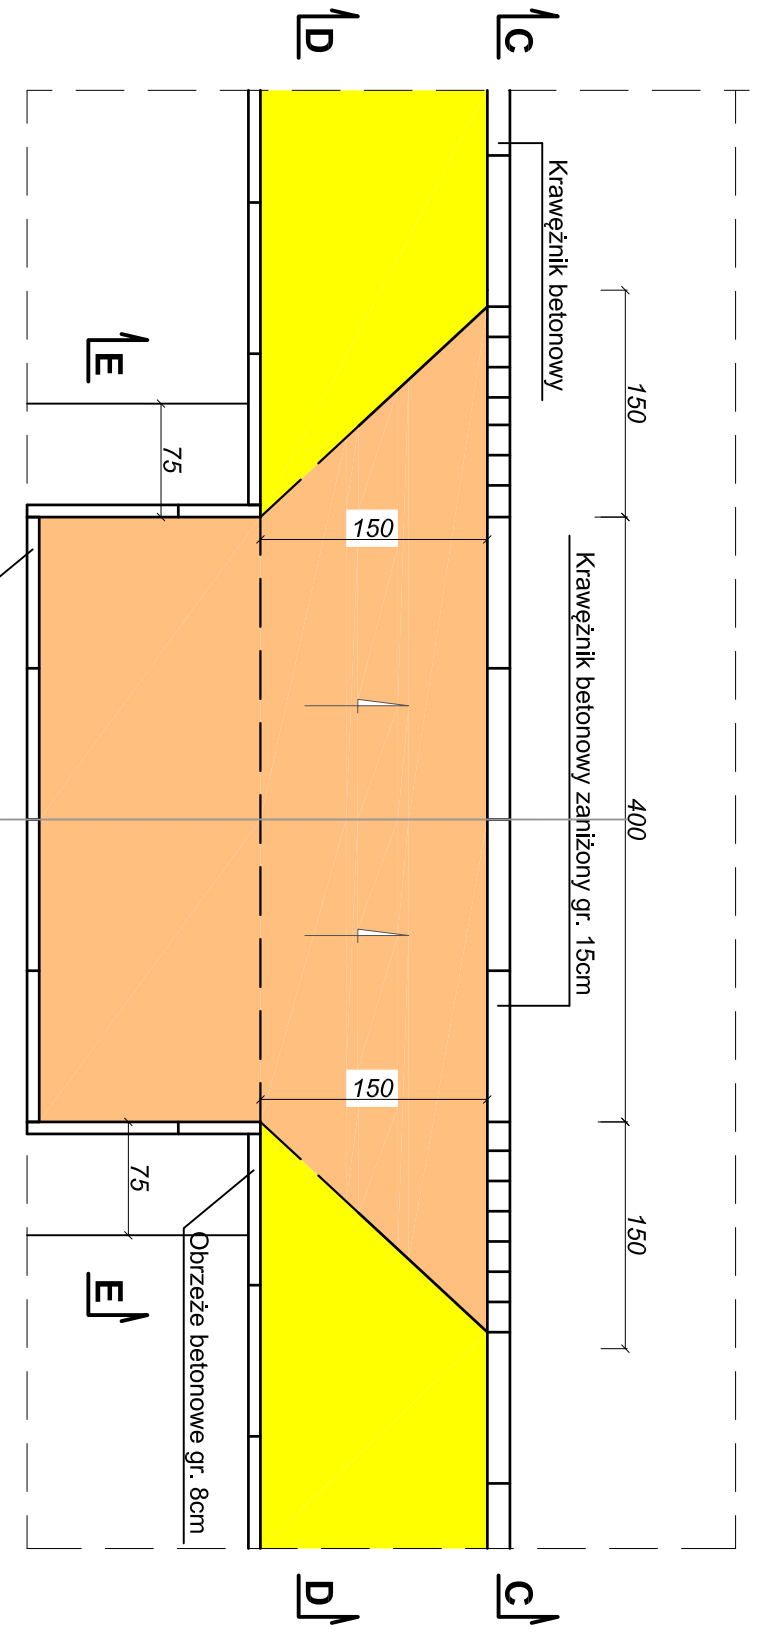 D
C
Krawężnik betonowy
150
E
75
150
Krawężnik betonowy zaniżony gr. 15cm
400
150
75
150
Obrzeże betonowe gr. 8cm
E
D
C